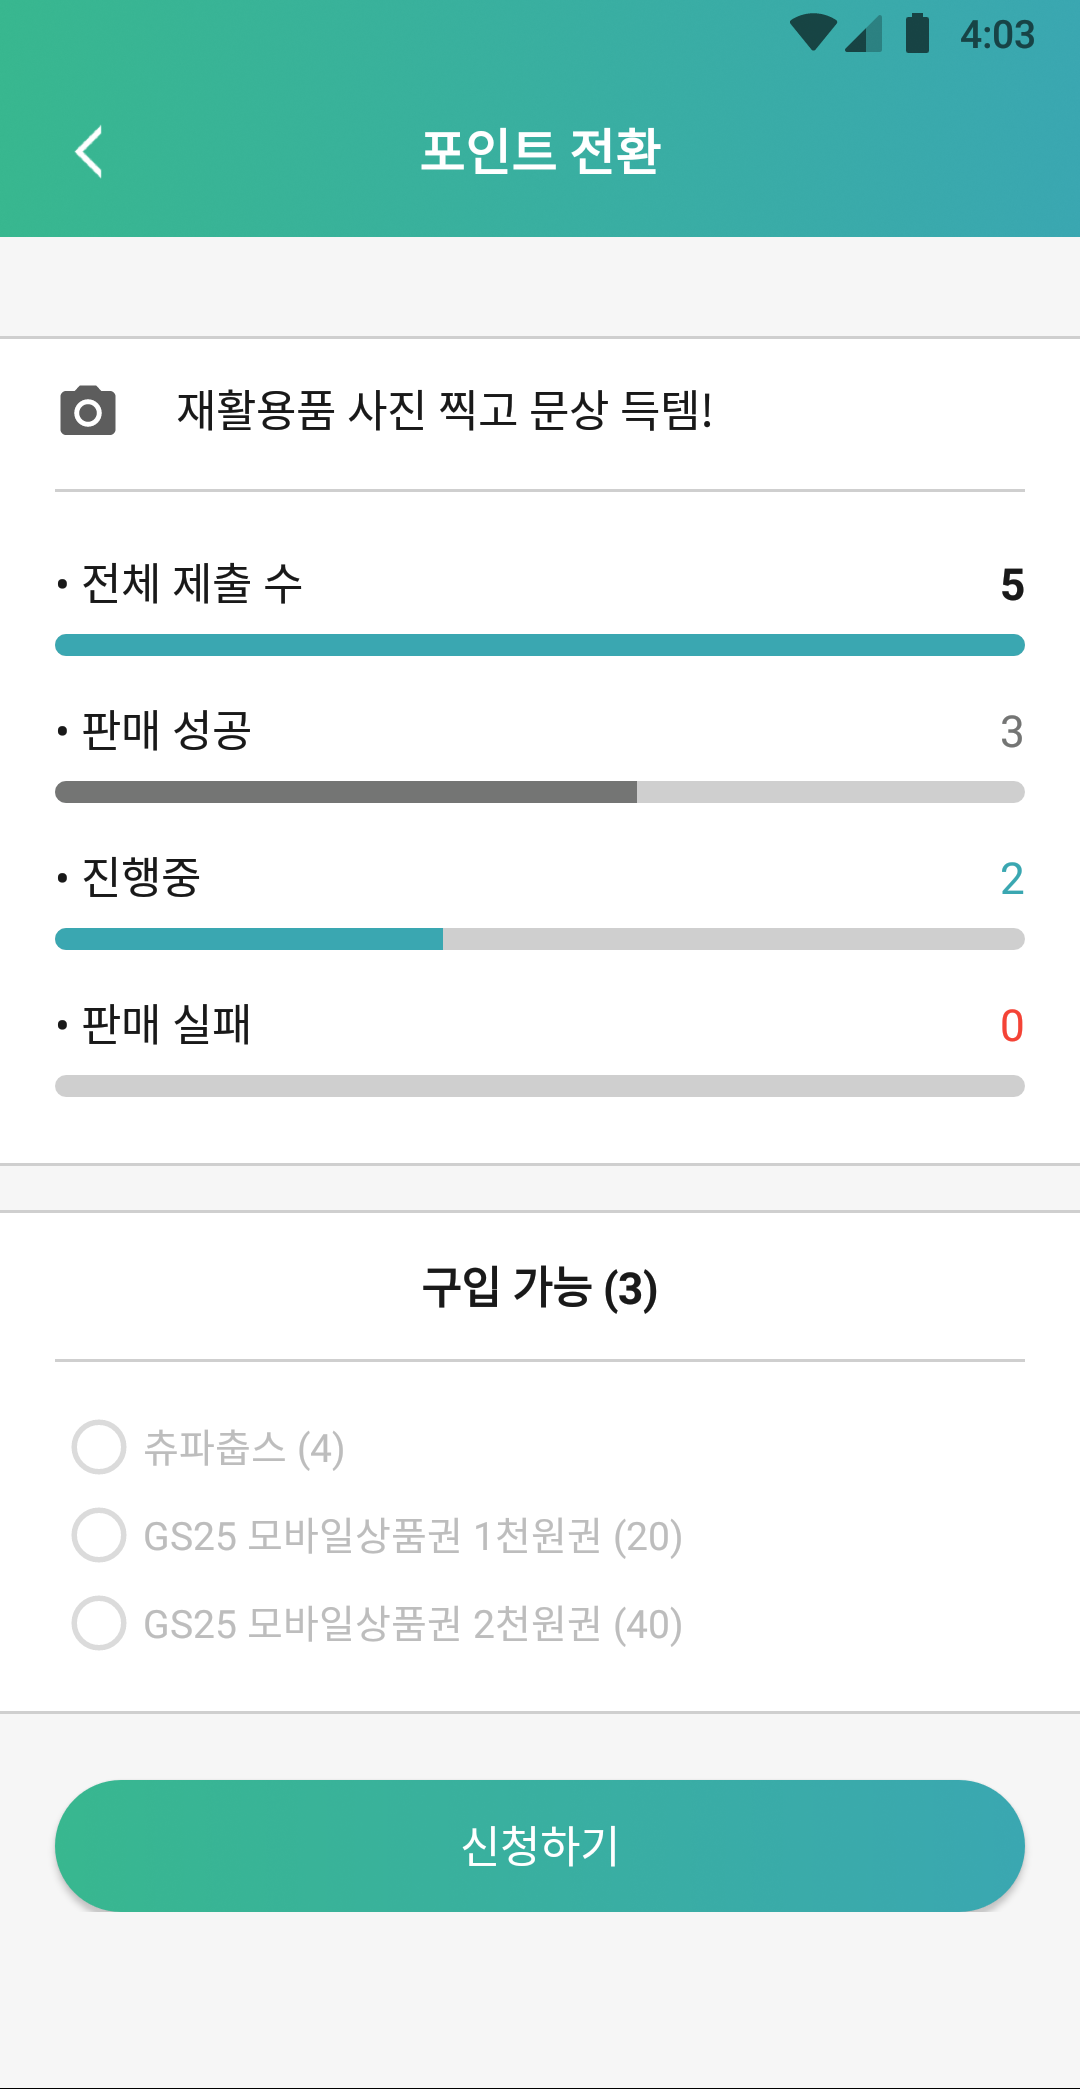 4:03
포인트 전환
재활용품 사진 찍고 문상 득템!
• 전체 제출 수 5
• 판매 성공 3
• 진행중 2
• 판매 실패 0
구입 가능 (3)
츄파춥스 (4)
GS25 모바일상품권 1천원권 (20)
GS25 모바일상품권 2천원권 (40)
신청하기